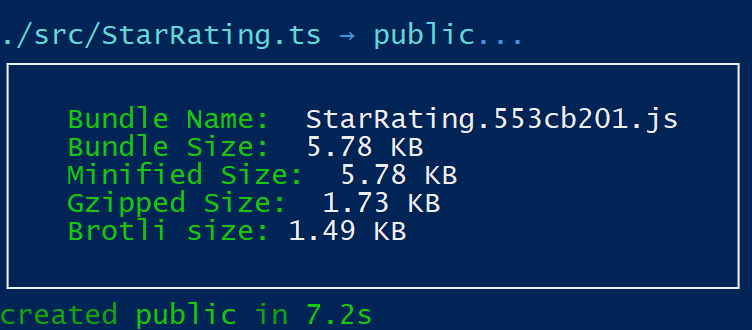 ./src/StarRating.ts → public...
Bundle Name: StarRating.553cb201.js
Bundle Size: 5.78 KB
Minified Size: 5.78 KB
Gzipped Size: 1.73 KB
Brotli size: 1.49 KB
created public in 7.2s